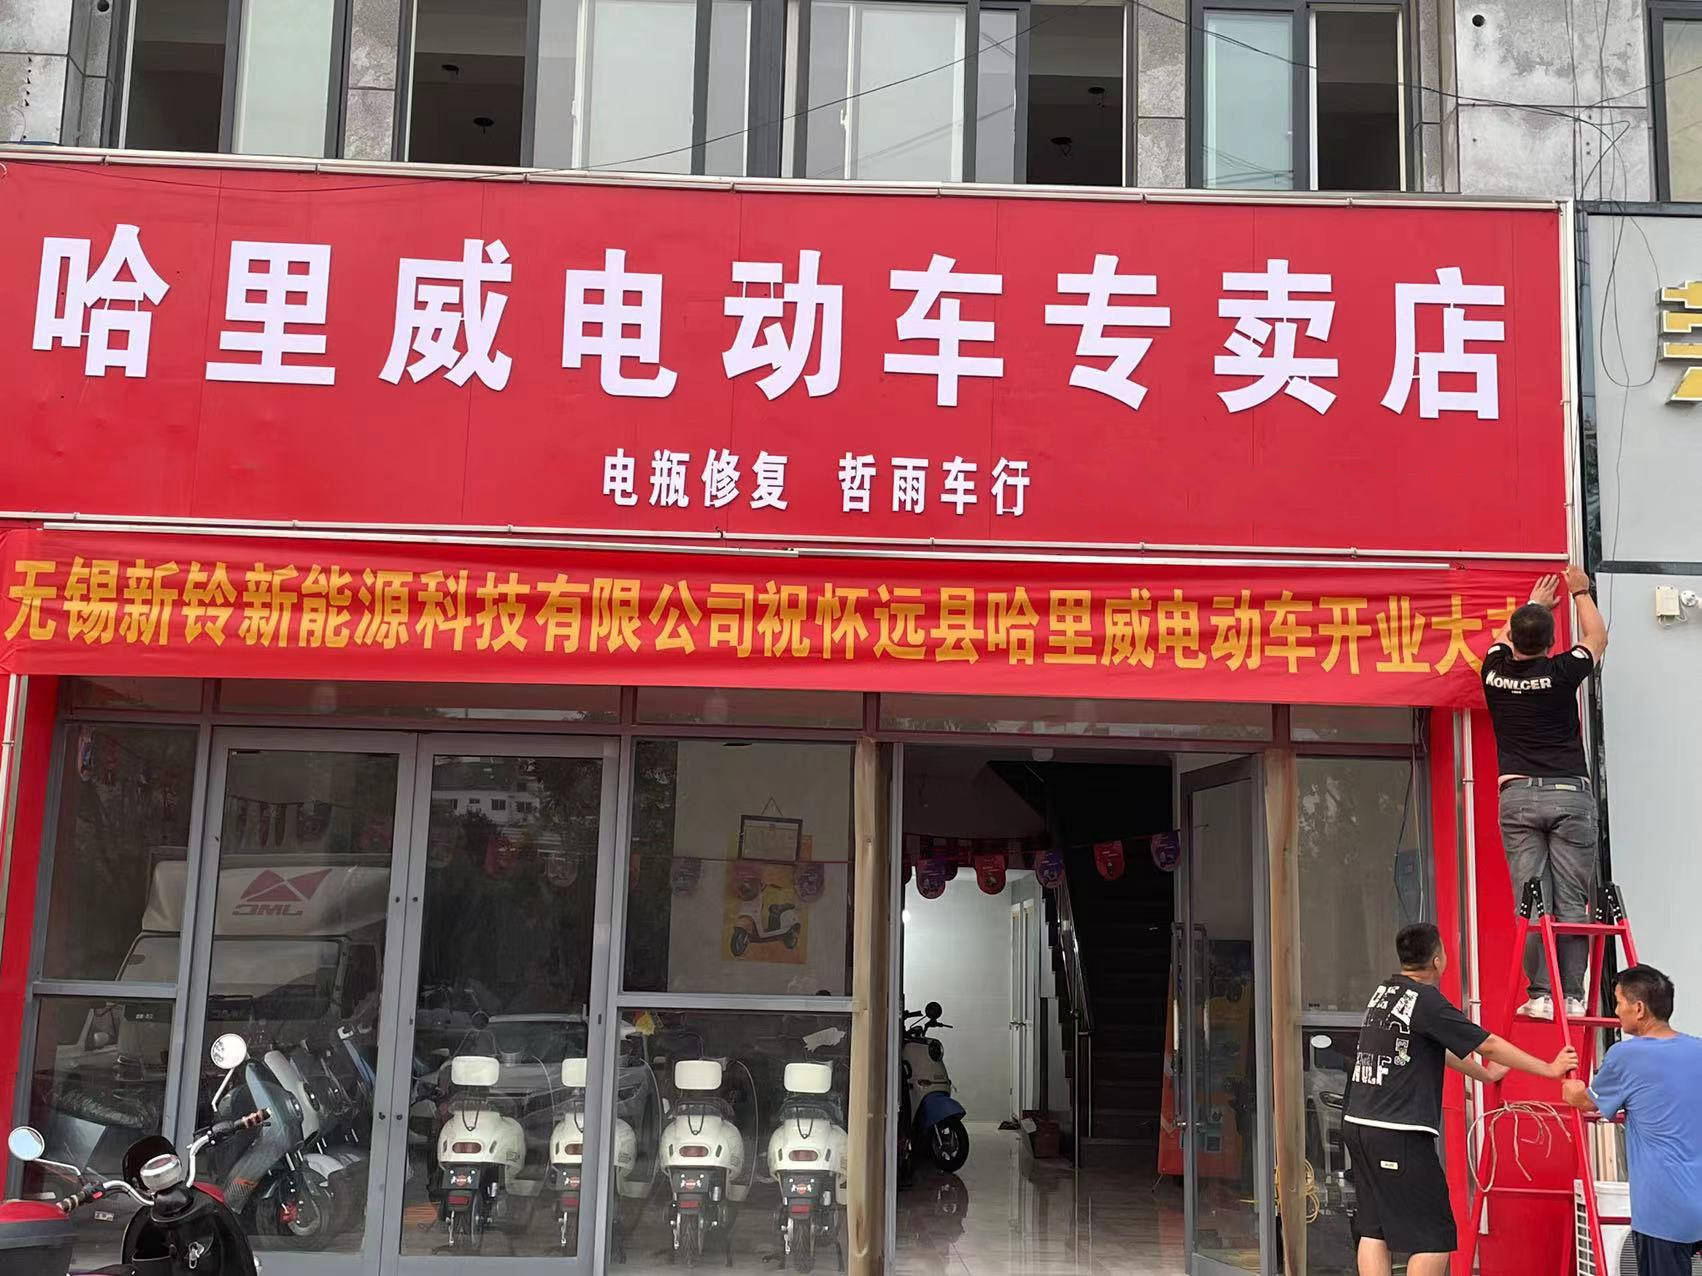 哈里威电动车专卖店
电瓶修复 哲雨车行
无锡新铃新能源科技有限公司祝怀远县哈里威电动车开业大
MONLCER
JMC